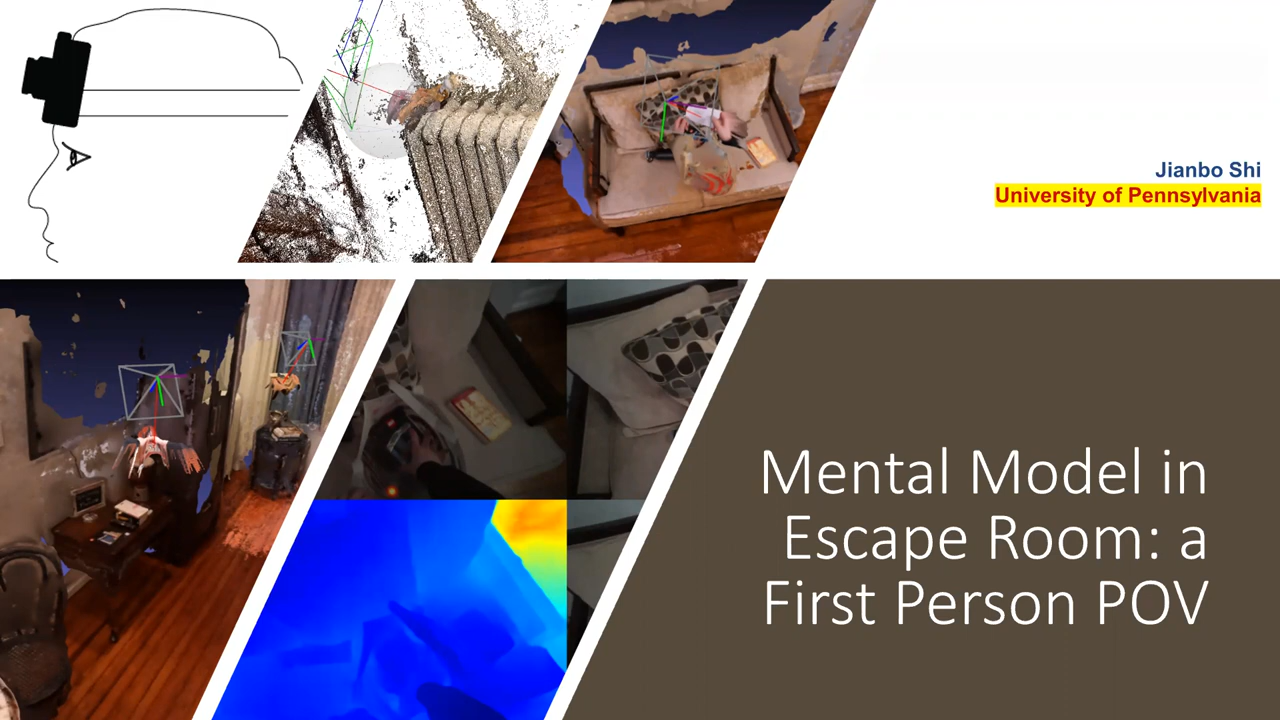 Jianbo Shi
University of Pennsylvania
Mental Model in
Escape Room: a
First Person POV